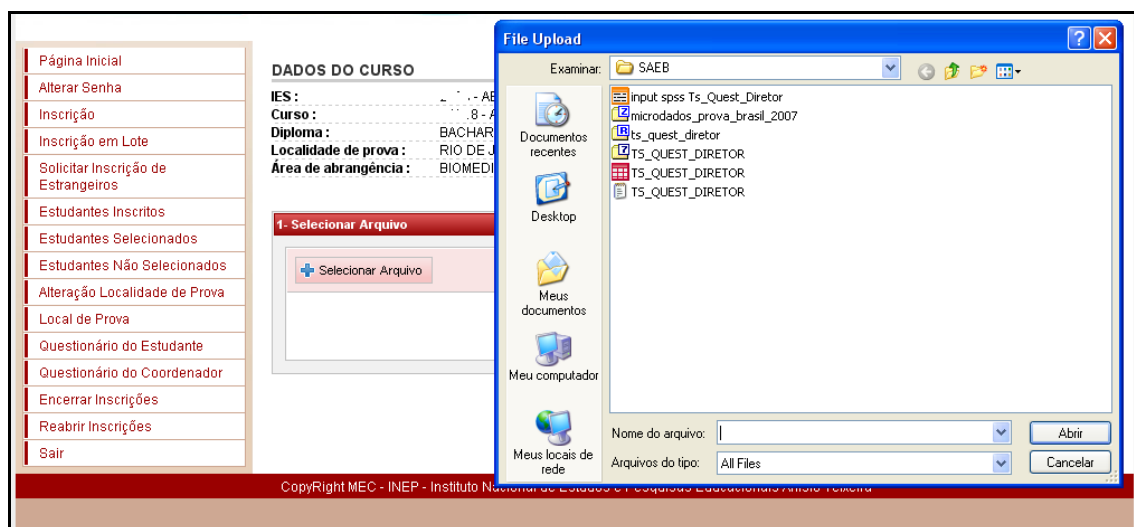 Página Inicial
Alterar Senha
Inscrição
Inscrição em Lote
Solicitar Inscrição de
Estrangeiros
Estudantes Inscritos
Estudantes Selecionados
Estudantes Não Selecionados
Alteração Localidade de Prova
Local de Prova
Questionário do Estudante
Questionário do Coordenador
Encerrar Inscrições
Reabrir Inscrições
Sair
DADOS DO CURSO
IES :
Curso :
Diploma : BACHAR
Localidade de prova : RIO DE J
Área de abrangência : BIOMEDI
1- Selecionar Arquivo
Selecionar Arquivo
File Upload
Examinar: SAEB
Documentos
recentes
Desktop
Meus
documentos
Meu computador
Meus locais de
rede
input spss Ts_Quest_Diretor
microdados_prova_brasil_2007
ts_quest_diretor
TS_QUEST_DIRETOR
TS_QUEST_DIRETOR
TS_QUEST_DIRETOR
Nome do arquivo: Abrir
Arquivos do tipo: All Files Cancelar
CopyRight MEC - INEP - Instituto Nacional de Estudos e Pesquisas Educacionais Anísio Teixeira